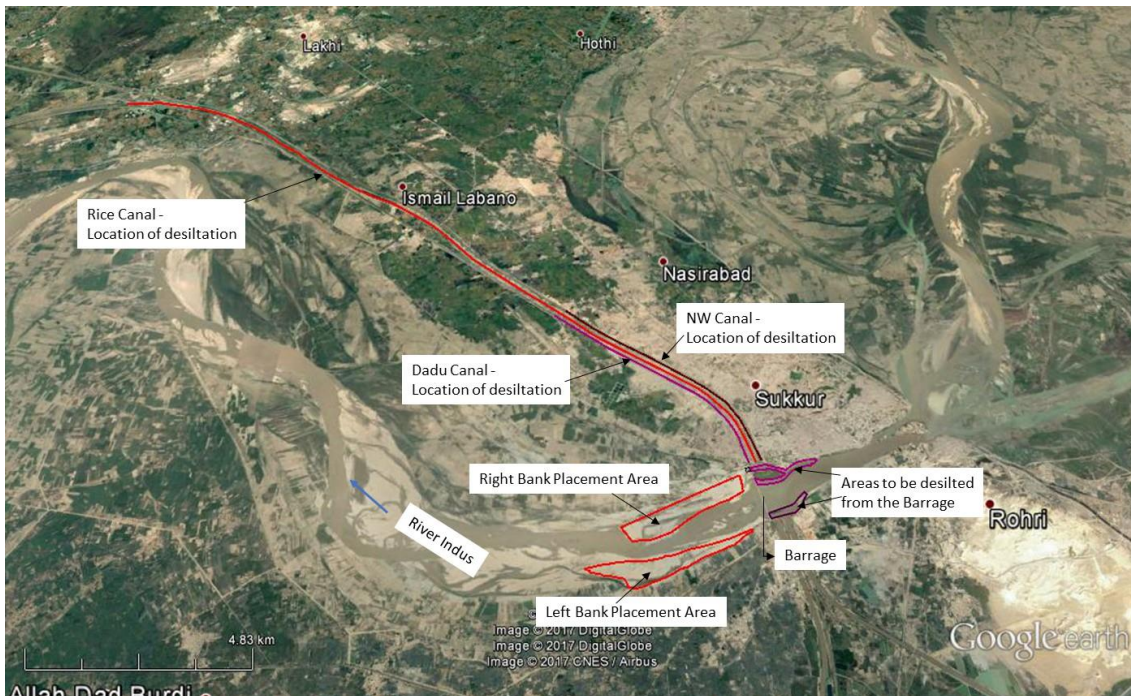 Lakhi
Hothi
Rice Canal -
Location of desiltation
Ismail Labano
Nasirabad
NW Canal -
Location of desiltation
Dadu Canal -
Location of desiltation
Sukkur
Right Bank Placement Area
Areas to be desilted
from the Barrage
Rohri
River Indus
Barrage
Left Bank Placement Area
4.83 km
Image © 2017 DigitalGlobe
Image © 2017 DigitalGlobe
Image © 2017 CNES / Airbus
Google earth
Allah Dad Burdi